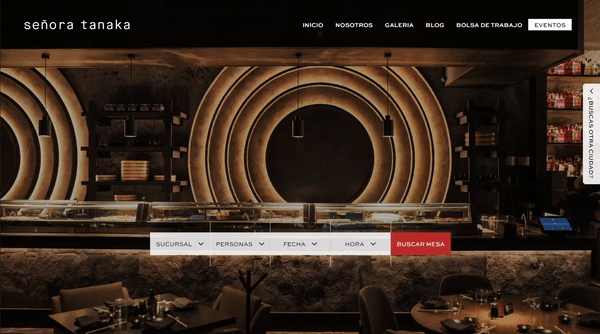 señora tanaka
INICIO NOSOTROS GALERIA BLOG BOLSA DE TRABAJO EVENTOS
¿BUSCAS OTRA CIUDAD?
SUCURSAL PERSONAS FECHA HORA BUSCAR MESA